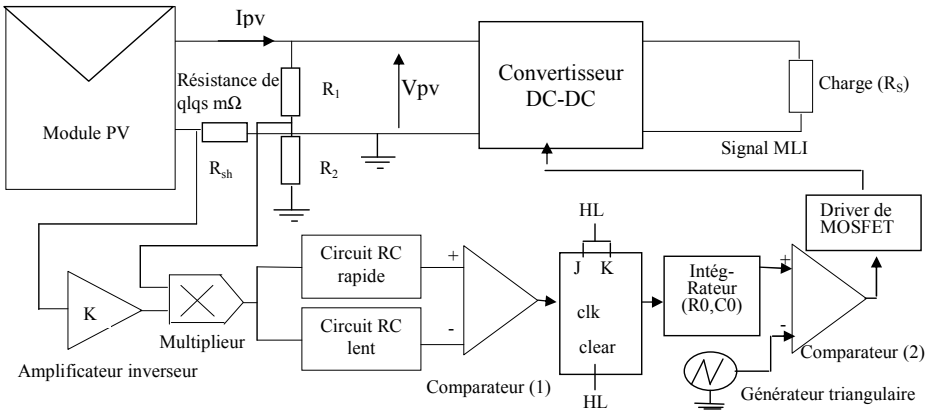 Ipv
Résistance de
qlqs mΩ
R1
Vpv
Convertisseur
DC-DC
Charge (RS)
Module PV
Rsh
R2
Signal MLI
Driver de
MOSFET
HL
Circuit RC
rapide
+
J K
Intég-
Rateur
(R0,C0)
+
K
clk
Multiplieur
Circuit RC
lent
-
clear
-
Comparateur (2)
Amplificateur inverseur
Comparateur (1)
HL
Générateur triangulaire